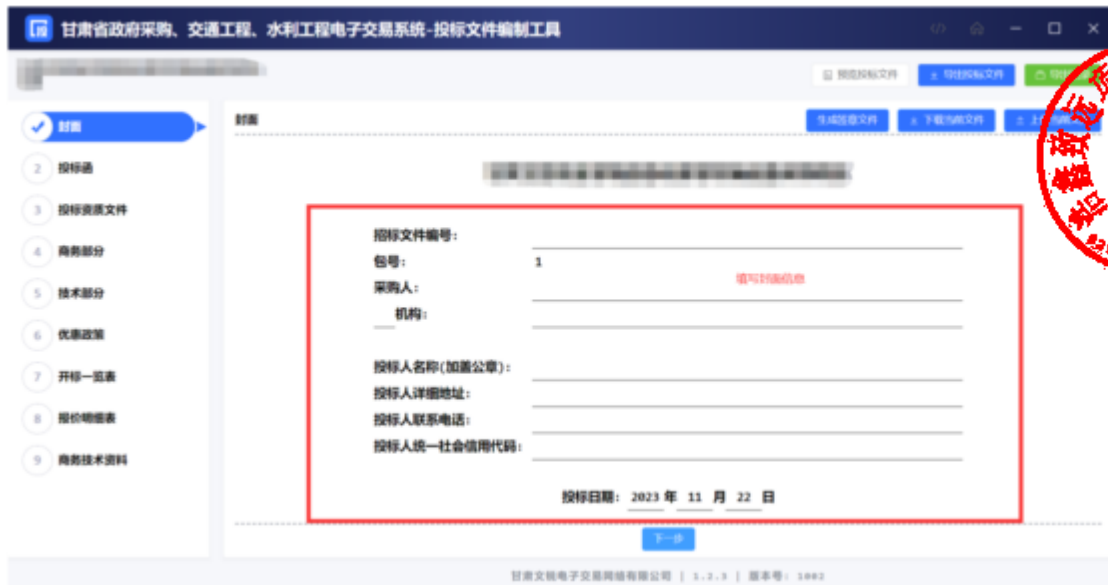 甘肃省政府采购、交通工程、水利工程电子交易系统-投标文件编制工具
预览投标文件
导出投标文件
封面
2 投标函
3 投标资质文件
4 商务部分
5 技术部分
6 优惠政策
7 开标一览表
8 报价明细表
9 商务技术资料
封面
生成签章文件
下载当前文件
招标文件编号:
包号: 1
填写封面信息
采购人:
机构:
投标人名称(加盖公章):
投标人详细地址:
投标人联系电话:
投标人统一社会信用代码:
投标日期: 2023 年 11 月 22 日
下一步
甘肃文锐电子交易网络有限公司 | 1.2.3 | 版本号: 1002